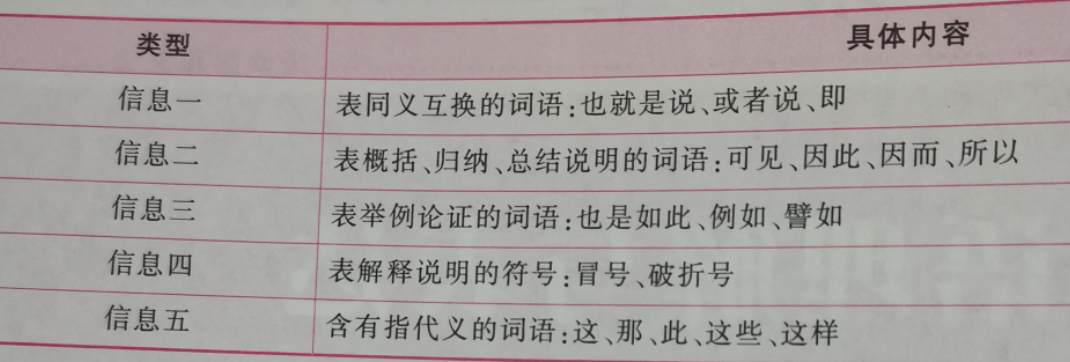 类型 具体内容
信息一 表同义互换的词语:也就是说、或者说、即
信息二 表概括、归纳、总结说明的词语:可见、因此、因而、所以
信息三 表举例论证的词语:也是如此、例如、譬如
信息四 表解释说明的符号:冒号、破折号
信息五 含有指代义的词语:这、那、此、这些、这样